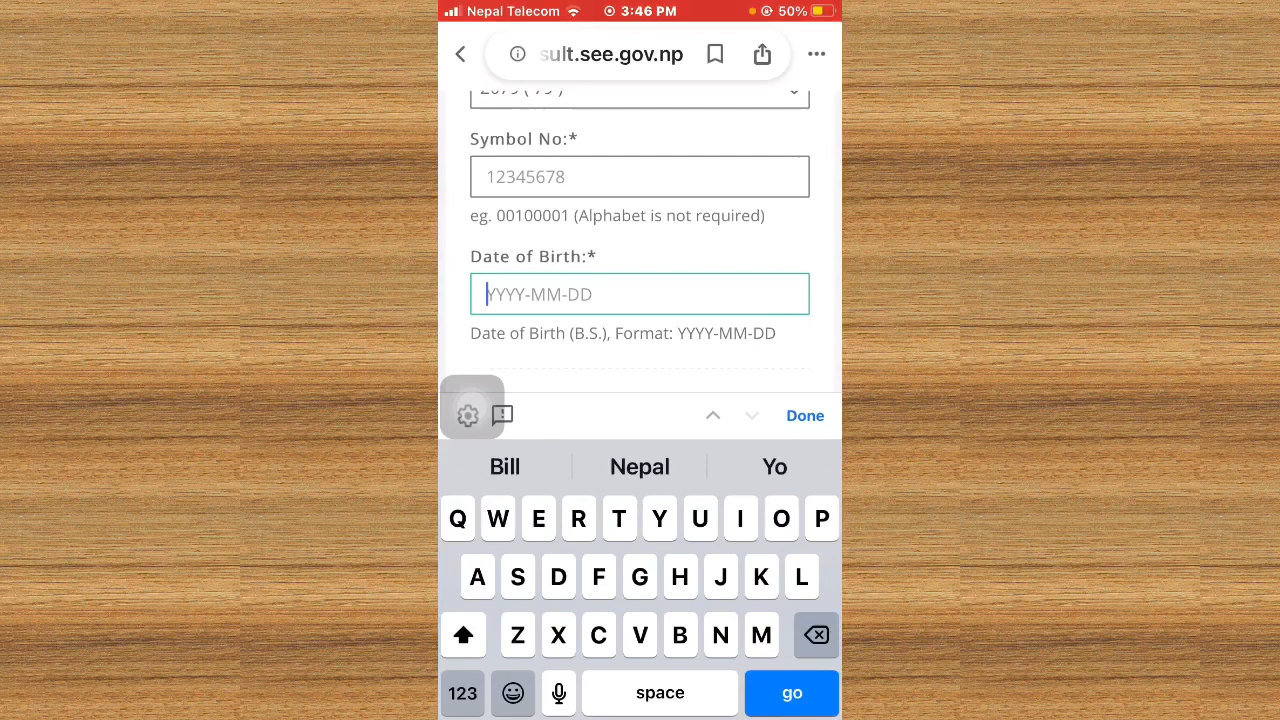 Nepal Telecom 3:46 PM 50%
sult.see.gov.np
Symbol No:*
12345678
eg. 00100001 (Alphabet is not required)
Date of Birth:*
YYYY-MM-DD
Date of Birth (B.S.), Format: YYYY-MM-DD
Done
Bill Nepal Yo
Q W E R T Y U I O P
A S D F G H J K L
Z X C V B N M
123 space go